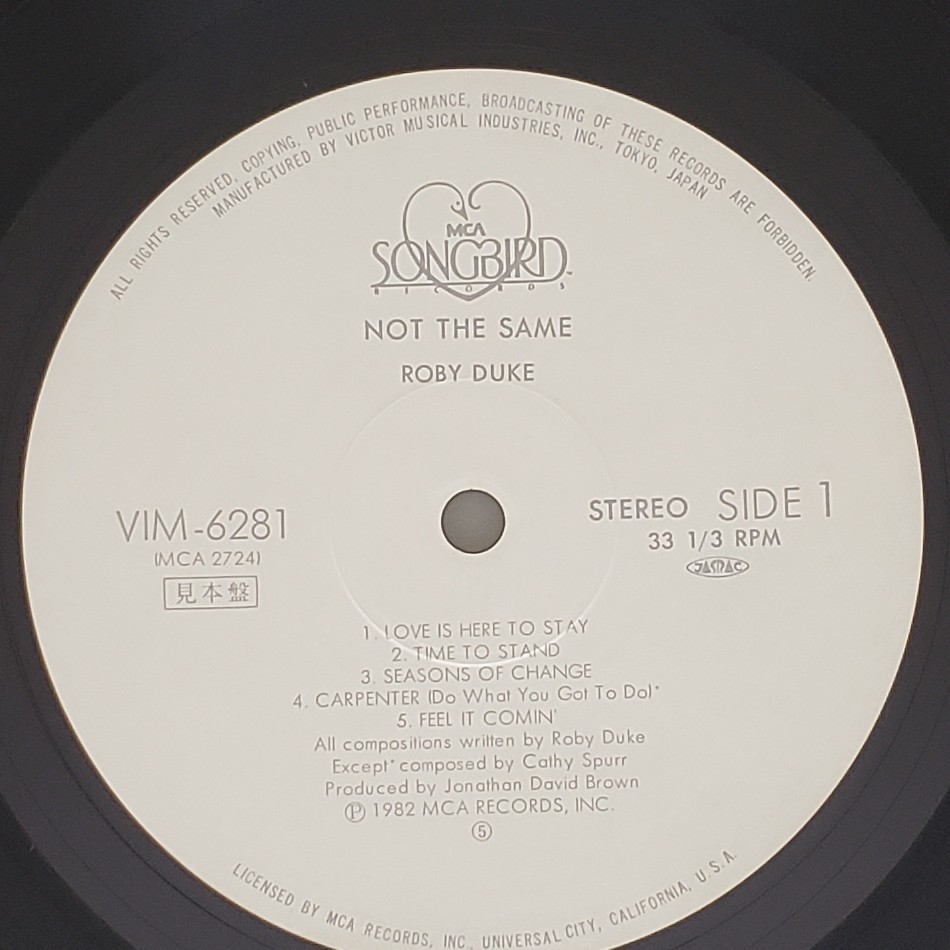 ALL RIGHTS RESERVED, COPYING, PUBLIC PERFORMANCE, BROADCASTING OF THESE RECORDS ARE FORBIDDEN.
MANUFACTURED BY VICTOR MUSICAL INDUSTRIES, INC., TOKYO, JAPAN
MCA
SONGBIRD™
RECORDS
NOT THE SAME
ROBY DUKE
VIM-6281
(MCA 2724)
見本盤
STEREO SIDE 1
33 1/3 RPM
JASRAC
1. LOVE IS HERE TO STAY
2. TIME TO STAND
3. SEASONS OF CHANGE
4. CARPENTER (Do What You Got To Do)*
5. FEEL IT COMIN'
All compositions written by Roby Duke
Except* composed by Cathy Spurr
Produced by Jonathan David Brown
Ⓟ 1982 MCA RECORDS, INC.
⑤
LICENSED BY MCA RECORDS, INC., UNIVERSAL CITY, CALIFORNIA, U.S.A.